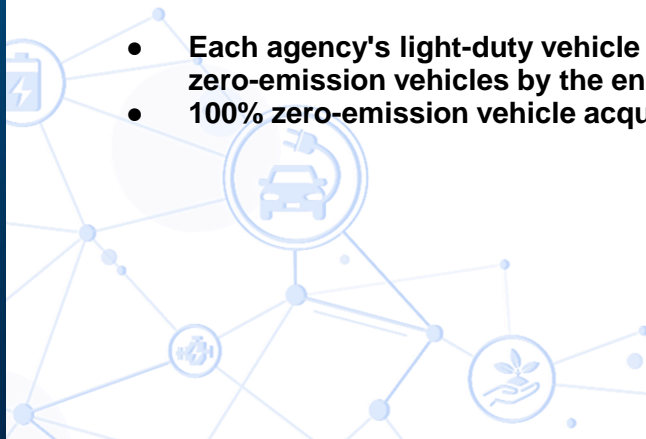 ● Each agency's light-duty vehicle
zero-emission vehicles by the en
● 100% zero-emission vehicle acqu